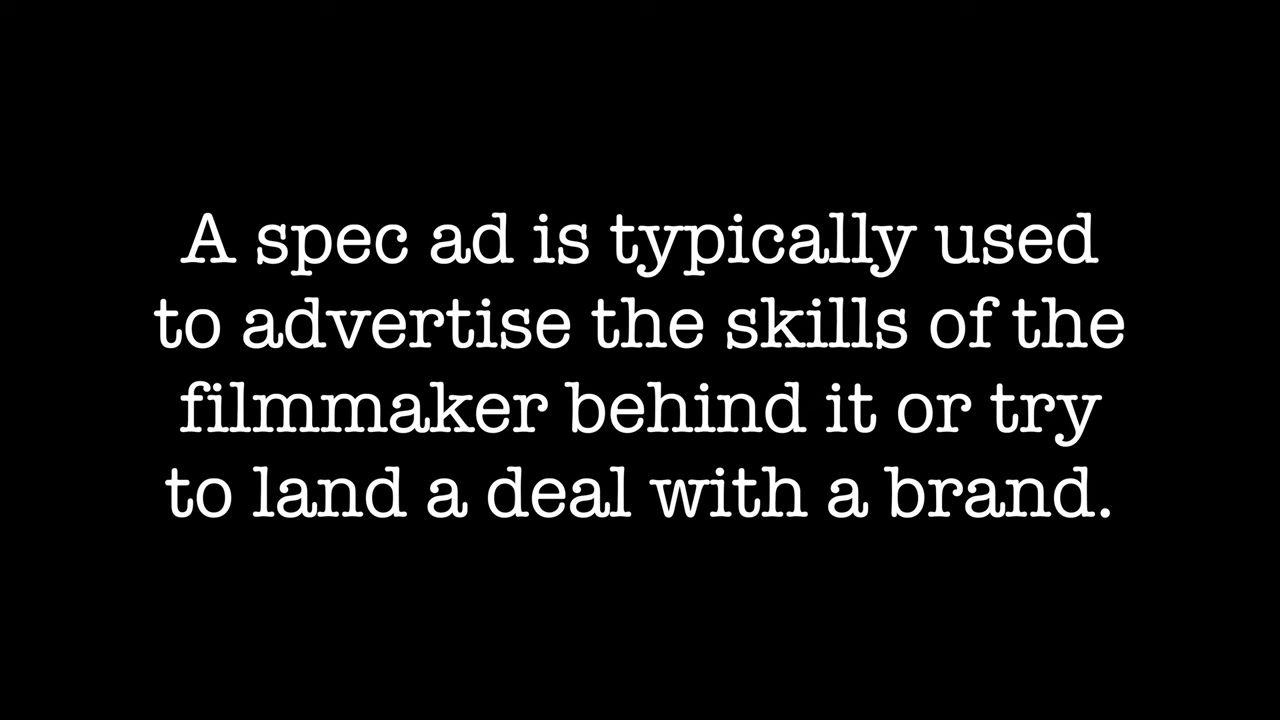 A spec ad is typically used
to advertise the skills of the
filmmaker behind it or try
to land a deal with a brand.